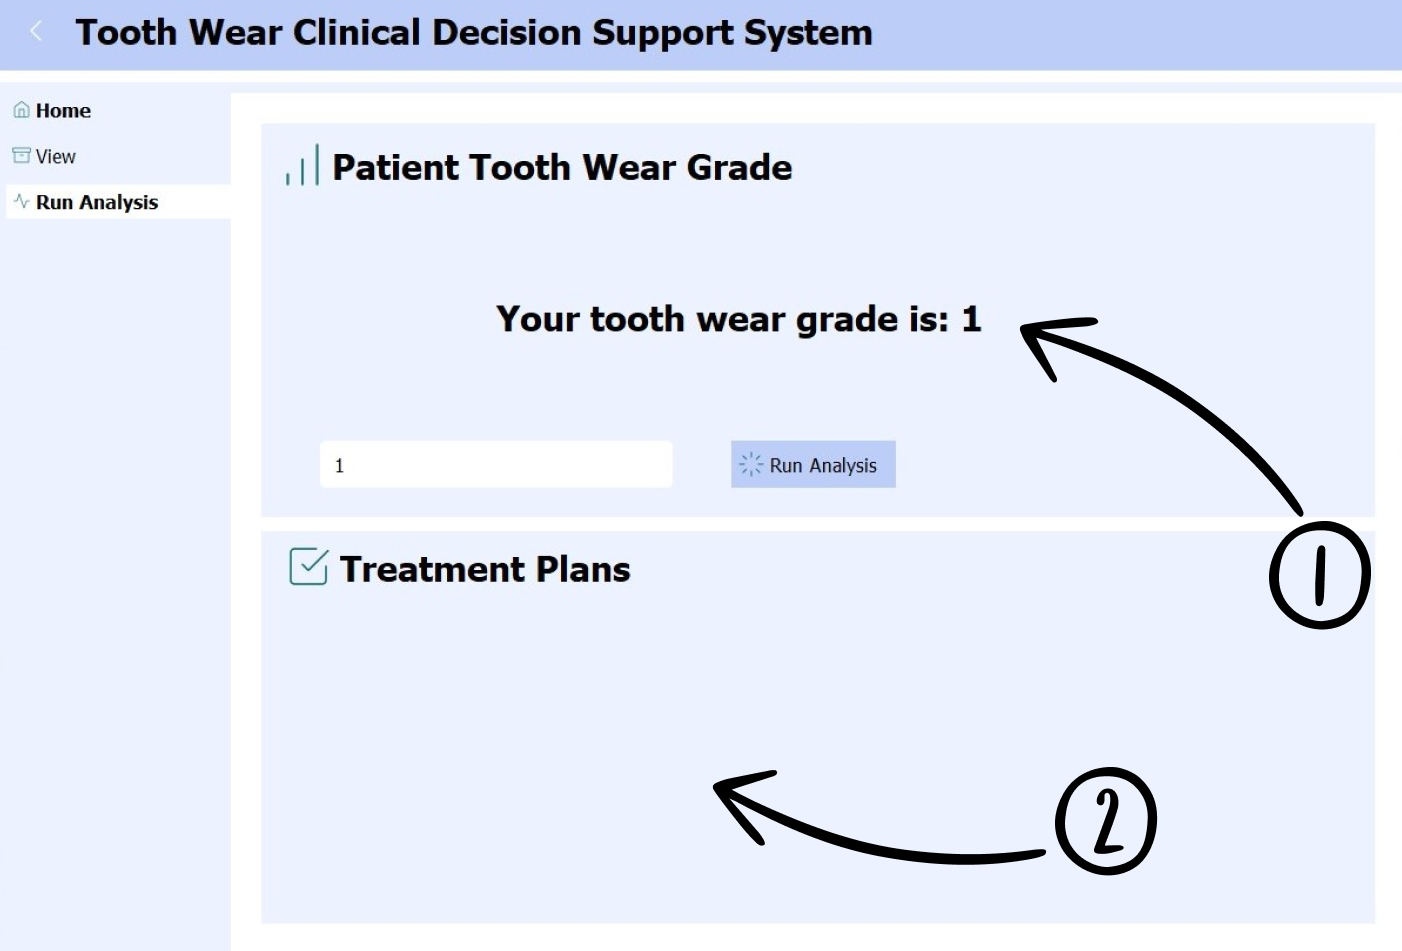 Tooth Wear Clinical Decision Support System
Home
View
Run Analysis
Patient Tooth Wear Grade
Your tooth wear grade is: 1
1
Run Analysis
1
Treatment Plans
2